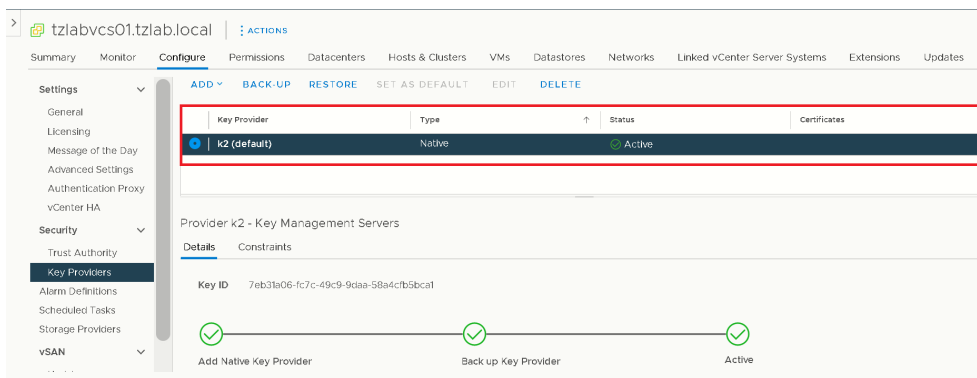 tzlabvcs01.tzlab.local ACTIONS
Summary Monitor Configure Permissions Datacenters Hosts & Clusters VMs Datastores Networks Linked vCenter Server Systems Extensions Updates
Settings
General
Licensing
Message of the Day
Advanced Settings
Authentication Proxy
vCenter HA
Security
Trust Authority
Key Providers
Alarm Definitions
Scheduled Tasks
Storage Providers
vSAN
ADD BACK-UP RESTORE SET AS DEFAULT EDIT DELETE
Key Provider Type Status Certificates
k2 (default) Native Active
Provider k2 - Key Management Servers
Details Constraints
Key ID 7eb31a06-fc7c-49c9-9daa-58a4cfb5bca1
Add Native Key Provider Back up Key Provider Active